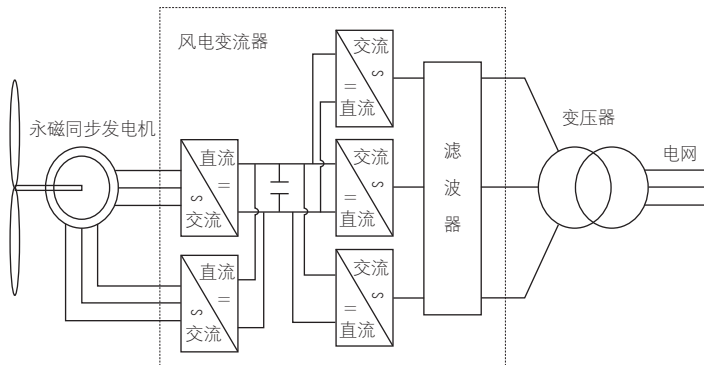 风电变流器
永磁同步发电机
直流
=
∽
交流
直流
=
∽
交流
交流
∽
=
直流
交流
∽
=
直流
交流
∽
=
直流
滤
波
器
变压器
电网